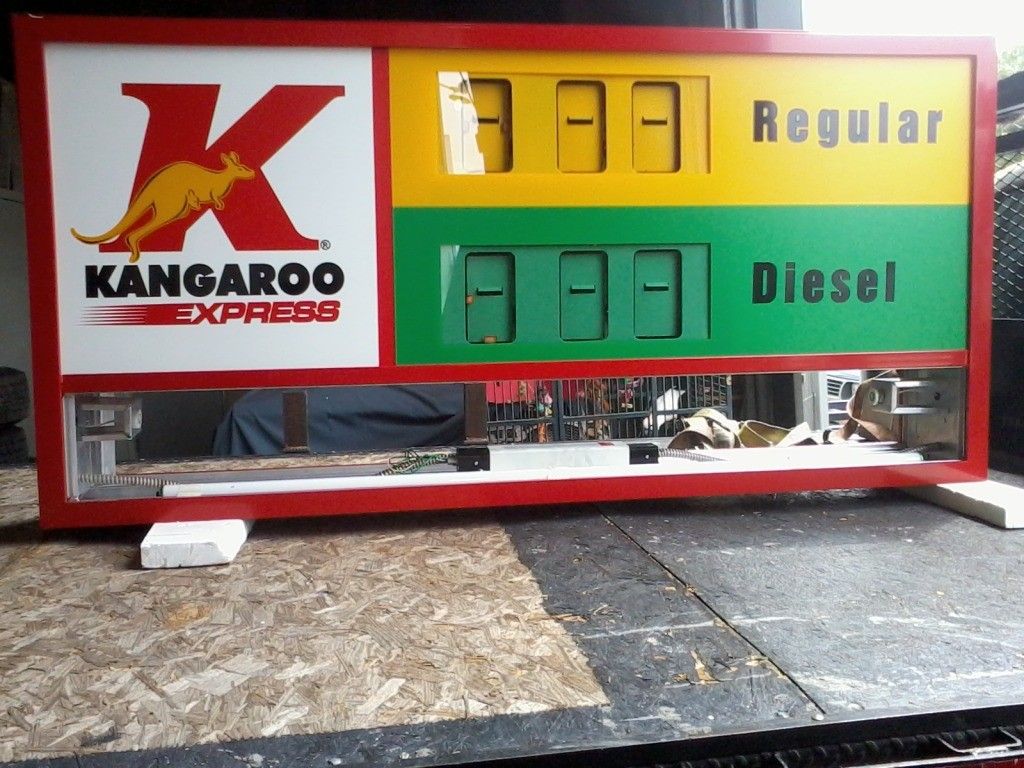 K
®
KANGAROO
EXPRESS
Regular
Diesel